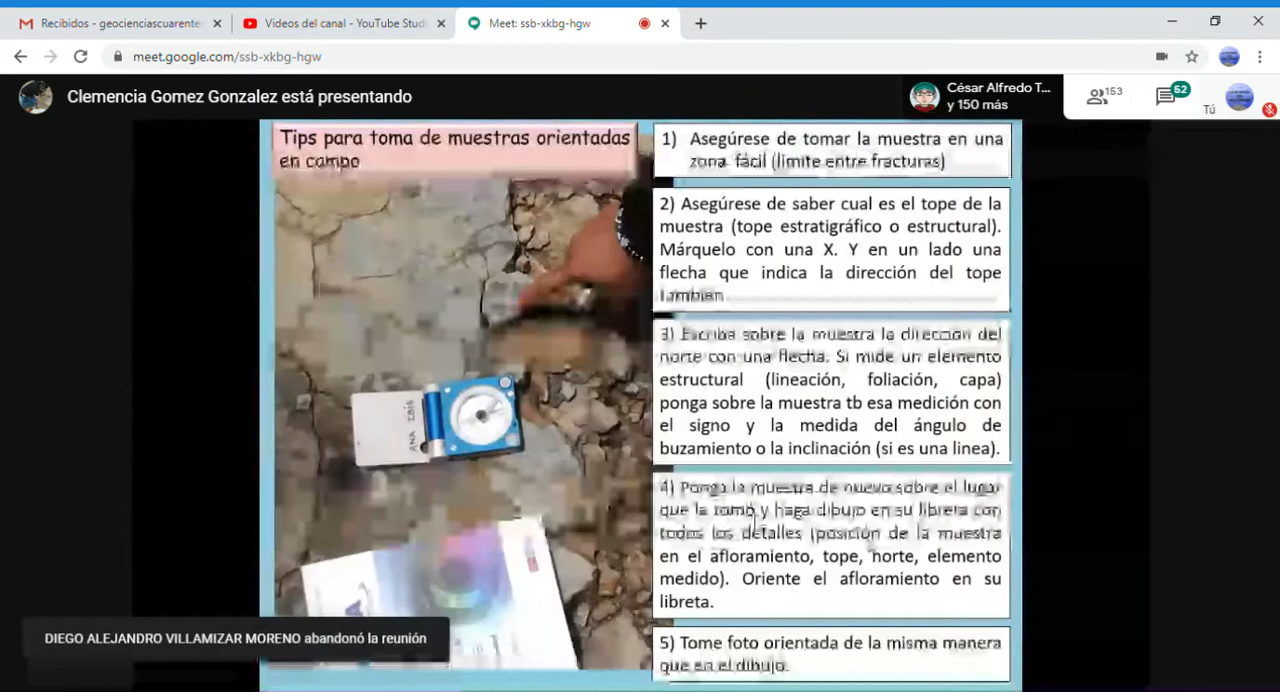 Recibidos - geocienciascuarente
Videos del canal - YouTube Studi
Meet: ssb-xkbg-hgw
meet.google.com/ssb-xkbg-hgw
Clemencia Gomez Gonzalez está presentando
César Alfredo T...
y 150 más
153
62
Tú
Tips para toma de muestras orientadas
en campo
1) Asegúrese de tomar la muestra en una
zona fácil (limite entre fracturas)
2) Asegúrese de saber cual es el tope de la
muestra (tope estratigráfico o estructural).
Márquelo con una X. Y en un lado una
flecha que indica la dirección del tope
también
3) Escriba sobre la muestra la dirección del
norte con una flecha. Si mide un elemento
estructural (lineación, foliación, capa)
ponga sobre la muestra tb esa medición con
el signo y la medida del ángulo de
buzamiento o la inclinación (si es una linea).
4) Ponga la muestra de nuevo sobre el lugar
que la tomo y haga dibujo en su libreta con
todos los detalles (posición de la muestra
en el afloramiento, tope, norte, elemento
medido). Oriente el afloramiento en su
libreta.
5) Tome foto orientada de la misma manera
que en el dibujo.
ANA IBIS
DIEGO ALEJANDRO VILLAMIZAR MORENO abandonó la reunión